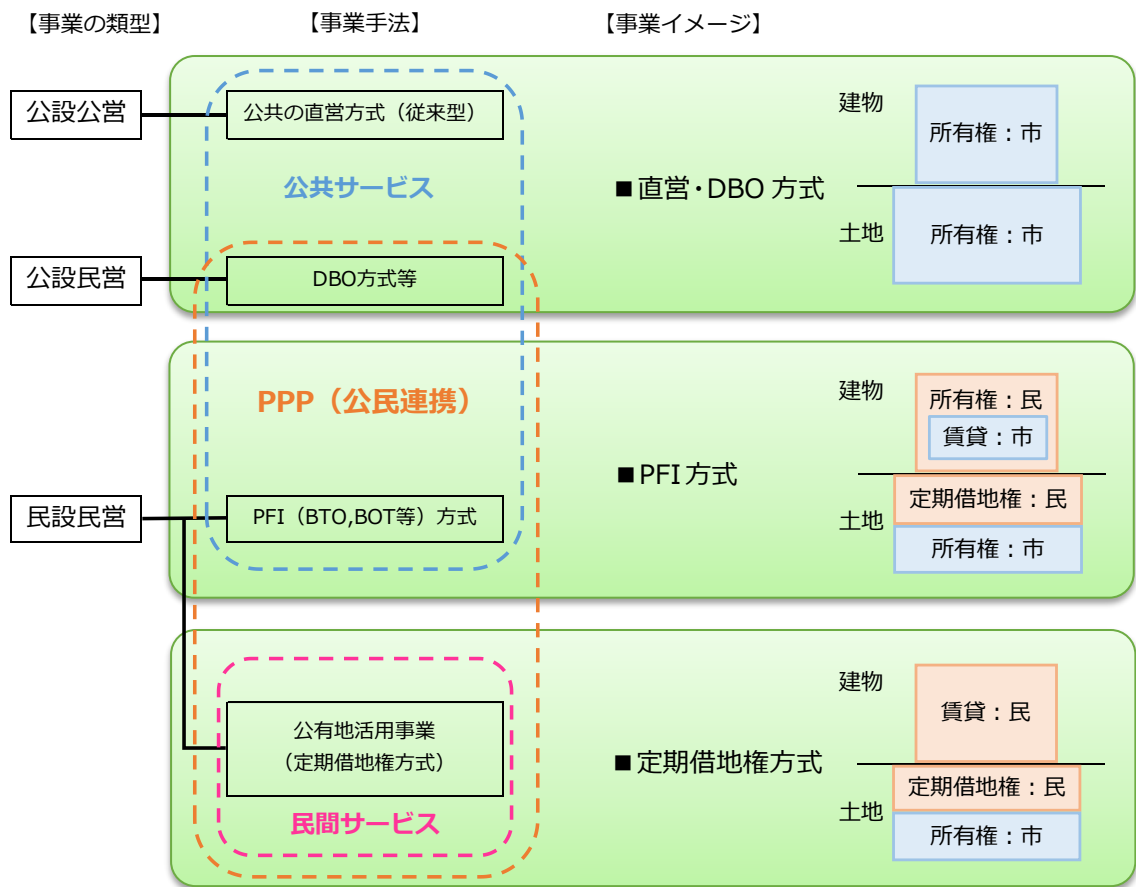 【事業の類型】
【事業手法】
【事業イメージ】
公設公営
公共の直営方式（従来型）
公共サービス
公設民営
DBO方式等
■直営・DBO 方式
建物
所有権：市
土地
所有権：市
PPP（公民連携）
民設民営
PFI（BTO,BOT等）方式
■PFI 方式
建物
所有権：民
賃貸：市
定期借地権：民
土地
所有権：市
公有地活用事業
（定期借地権方式）
民間サービス
■定期借地権方式
建物
賃貸：民
定期借地権：民
土地
所有権：市